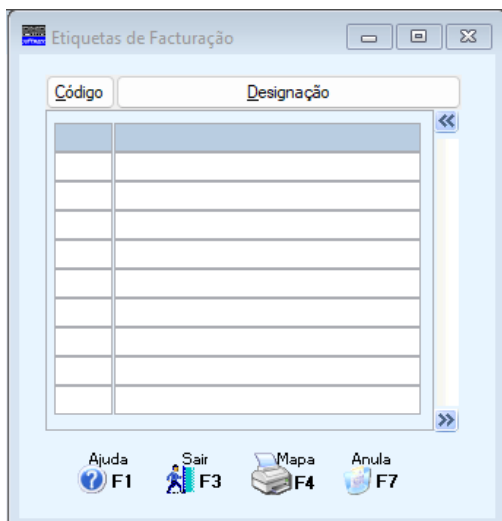 Etiquetas de Facturação
Código Designação
Ajuda Sair Mapa Anula
F1 F3 F4 F7